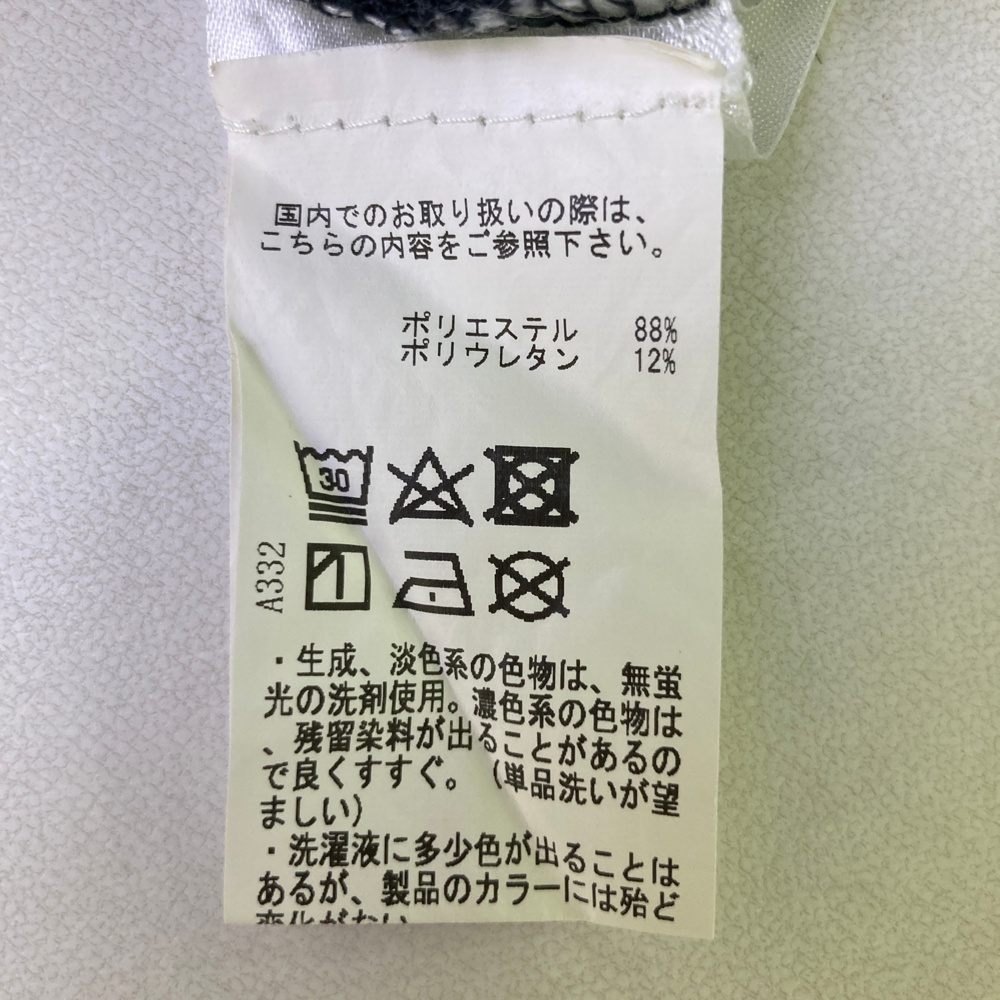 国内でのお取り扱いの際は、
こちらの内容をご参照下さい。
ポリエステル 88%
ポリウレタン 12%
30
A332
・生成、淡色系の色物は、無蛍
光の洗剤使用。濃色系の色物は
、残留染料が出ることがあるの
で良くすすぐ。（単品洗いが望
ましい）
・洗濯液に多少色が出ることは
あるが、製品のカラーには殆ど
変化がない